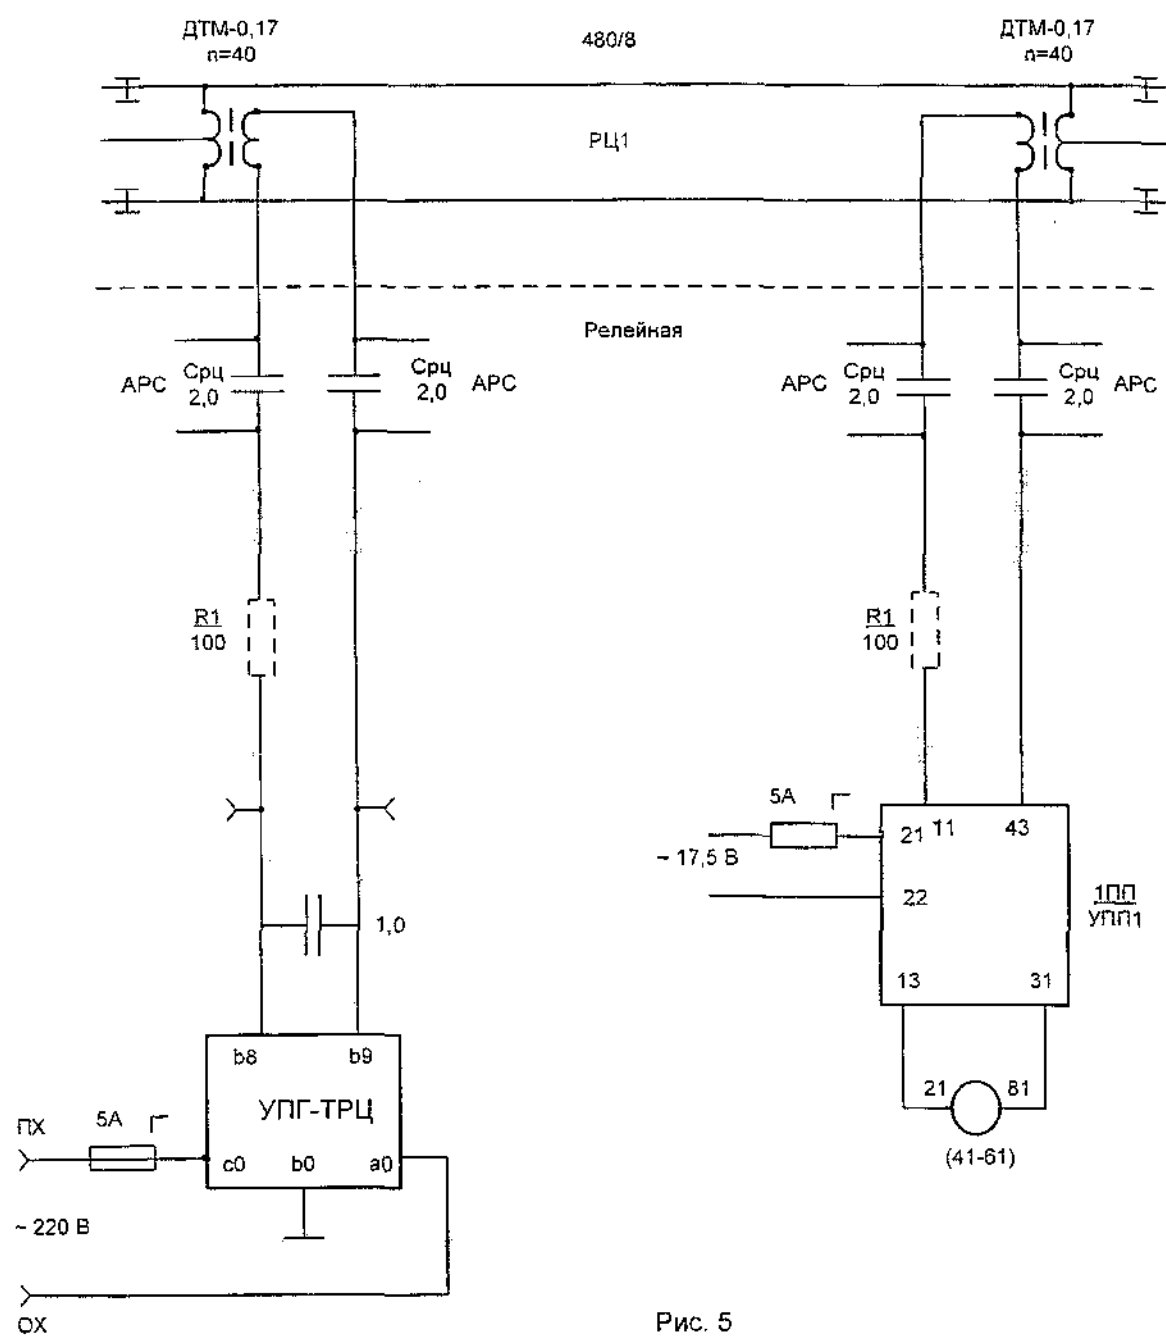 ДТМ-0,17
n=40
480/8
ДТМ-0,17
n=40
РЦ1
Релейная
АРС
Срц
2,0
Срц
2,0
АРС
АРС
Срц
2,0
Срц
2,0
АРС
R1
100
R1
100
5А
~ 17,5 В
21
11
43
22
13
31
1ПП
УПП1
1,0
b8
b9
УПГ-ТРЦ
c0
b0
a0
ПХ
5А
~ 220 В
ОХ
21
81
(41-61)
Рис. 5